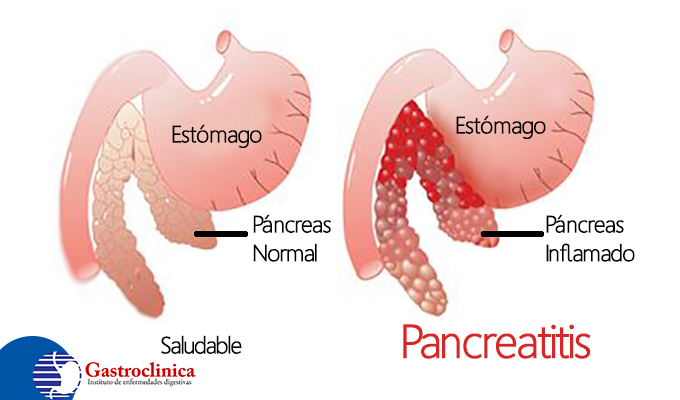 Estómago
Páncreas
Normal
Saludable
Estómago
Páncreas
Inflamado
Pancreatitis
Gastroclinica
Instituto de enfermedades digestivas